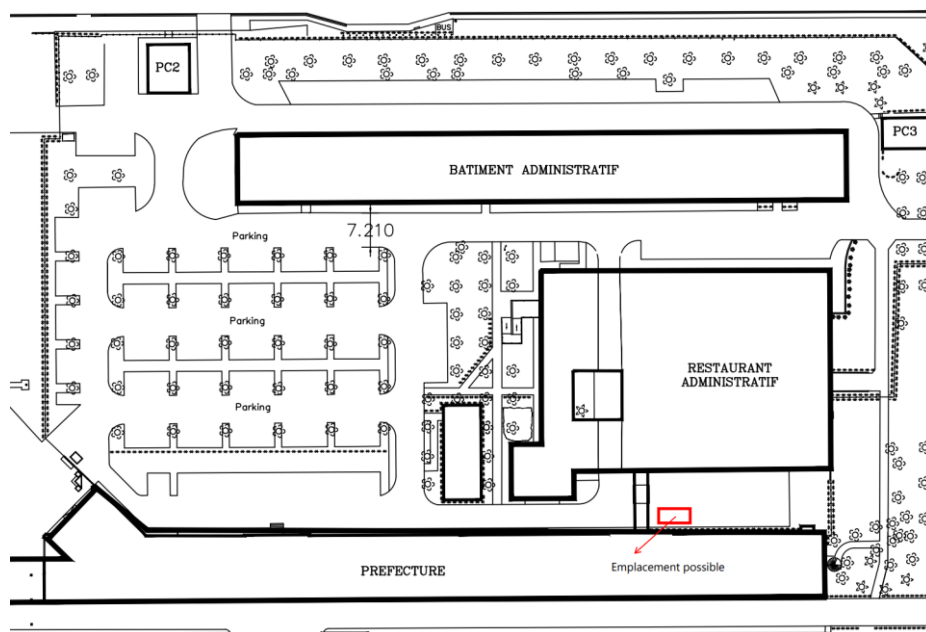 BUS
PC2
PC3
BATIMENT ADMINISTRATIF
7.210
Parking
Parking
RESTAURANT
ADMINISTRATIF
Parking
Emplacement possible
PREFECTURE